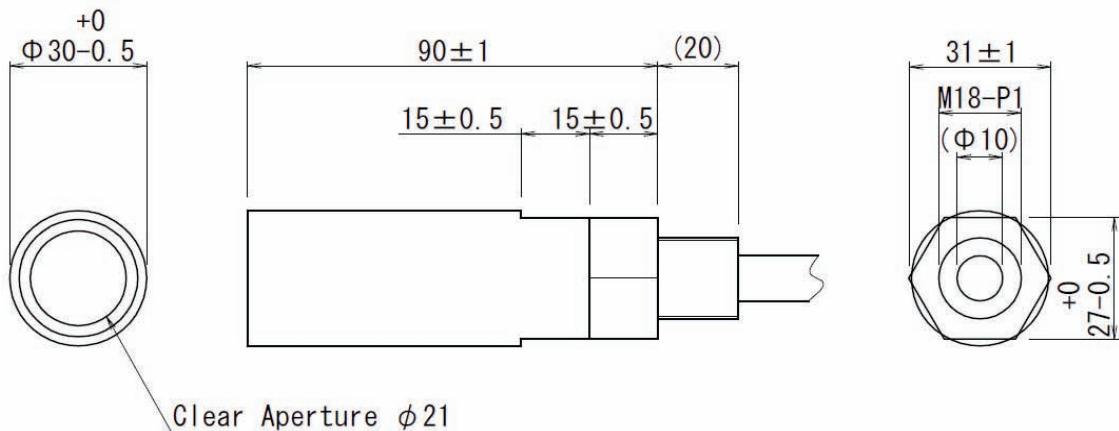 +0
Φ30-0.5
90±1
(20)
31±1
M18-P1
(Φ10)
15±0.5
15±0.5
+0
27-0.5
Clear Aperture φ21